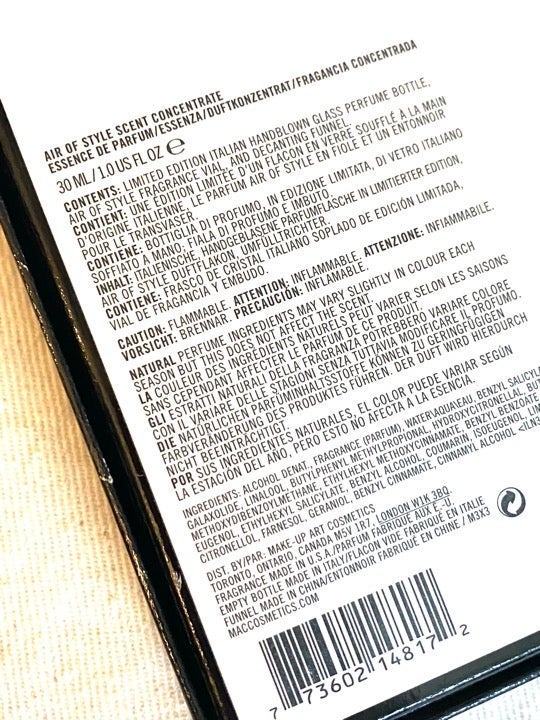 AIR OF STYLE SCENT CONCENTRATE
ESSENCE DE PARFUM/ESSENZA/DUFTKONZENTRAT/FRAGANCIA CONCENTRADA
30 ML/1.0 US FL OZ ℮
CONTENTS: LIMITED EDITION ITALIAN HANDBLOWN GLASS PERFUME BOTTLE,
AIR OF STYLE FRAGRANCE VIAL, AND DECANTING FUNNEL.
CONTIENT: UNE ÉDITION LIMITÉE D'UN FLACON EN VERRE SOUFFLÉ À LA MAIN
D'ORIGINE ITALIENNE, LE PARFUM AIR OF STYLE EN FIOLE ET UN ENTONNOIR
POUR LE TRANSVASER.
CONTIENE: BOTTIGLIA DI PROFUMO, IN EDIZIONE LIMITATA, DI VETRO ITALIANO
SOFFIATO A MANO. FIALA DI PROFUMO E IMBUTO.
INHALT: ITALIENISCHE, HANDGEBLASENE PARFUMFLASCHE IN LIMITIERTER EDITION,
AIR OF STYLE DUFTFLAKON, UMFÜLLTRICHTER.
CONTIENE: FRASCO DE CRISTAL ITALIANO SOPLADO DE EDICIÓN LIMITADA,
VIAL DE FRAGANCIA Y EMBUDO.
CAUTION: FLAMMABLE. ATTENTION: INFLAMMABLE. ATTENZIONE: INFIAMMABILE.
VORSICHT: BRENNAR. PRECAUCIÓN: INFLAMABLE.
NATURAL PERFUME INGREDIENTS MAY VARY SLIGHTLY IN COLOUR EACH
SEASON BUT THIS DOES NOT AFFECT THE SCENT.
LA COULEUR DES INGRÉDIENTS NATURELS PEUT VARIER SELON LES SAISONS
SANS CEPENDANT AFFECTER LE PARFUM DE CE PRODUIT.
GLI ESTRATTI NATURALI DELLA FRAGRANZA POTREBBERO VARIARE COLORE
CON IL VARIARE DELLE STAGIONI SENZA TUTTAVIA MODIFICARE IL PROFUMO.
DIE NATÜRLICHEN PARFÜMINHALTSSTOFFE KÖNNEN ZU GERINGFÜGIGEN
FARBVERÄNDERUNG DES PRODUKTES FÜHREN. DER DUFT WIRD HIERDURCH
NICHT BEEINTRÄCHTIGT.
POR SUS INGREDIENTES NATURALES, EL COLOR PUEDE VARIAR SEGÚN
LA ESTACIÓN DEL AÑO, PERO ESTO NO AFECTA A LA ESENCIA.
INGREDIENTS: ALCOHOL DENAT, FRAGRANCE (PARFUM), WATER\AQUA\EAU, BENZYL
GALAXOLIDE, LINALOOL, BUTYLPHENYL METHYLPROPIONAL, HYDROXYCITRONELLAL,
METHOXYDIBENZOYLMETHANE, ETHYLHEXYL METHOXYCINNAMATE, BENZYL BENZOATE,
EUGENOL, ETHYLHEXYL SALICYLATE, BENZYL ALCOHOL, COUMARIN, ISOEUGENOL,
CITRONELLOL, FARNESOL, GERANIOL, BENZYL CINNAMATE, CINNAMYL ALCOHOL
DIST. BY/PAR: MAKE-UP ART COSMETICS
TORONTO, ONTARIO, CANADA M5V 1R7, LONDON W1K 3BQ.
FRAGRANCE MADE IN U.S.A./PARFUM FABRIQUÉ AUX É.-U.
EMPTY BOTTLE MADE IN ITALY/FLACON VIDE FABRIQUÉ EN ITALIE
FUNNEL MADE IN CHINA/ENTONNOIR FABRIQUÉ EN CHINE / M3X3
MACCOSMETICS.COM
7 73602 14817 2